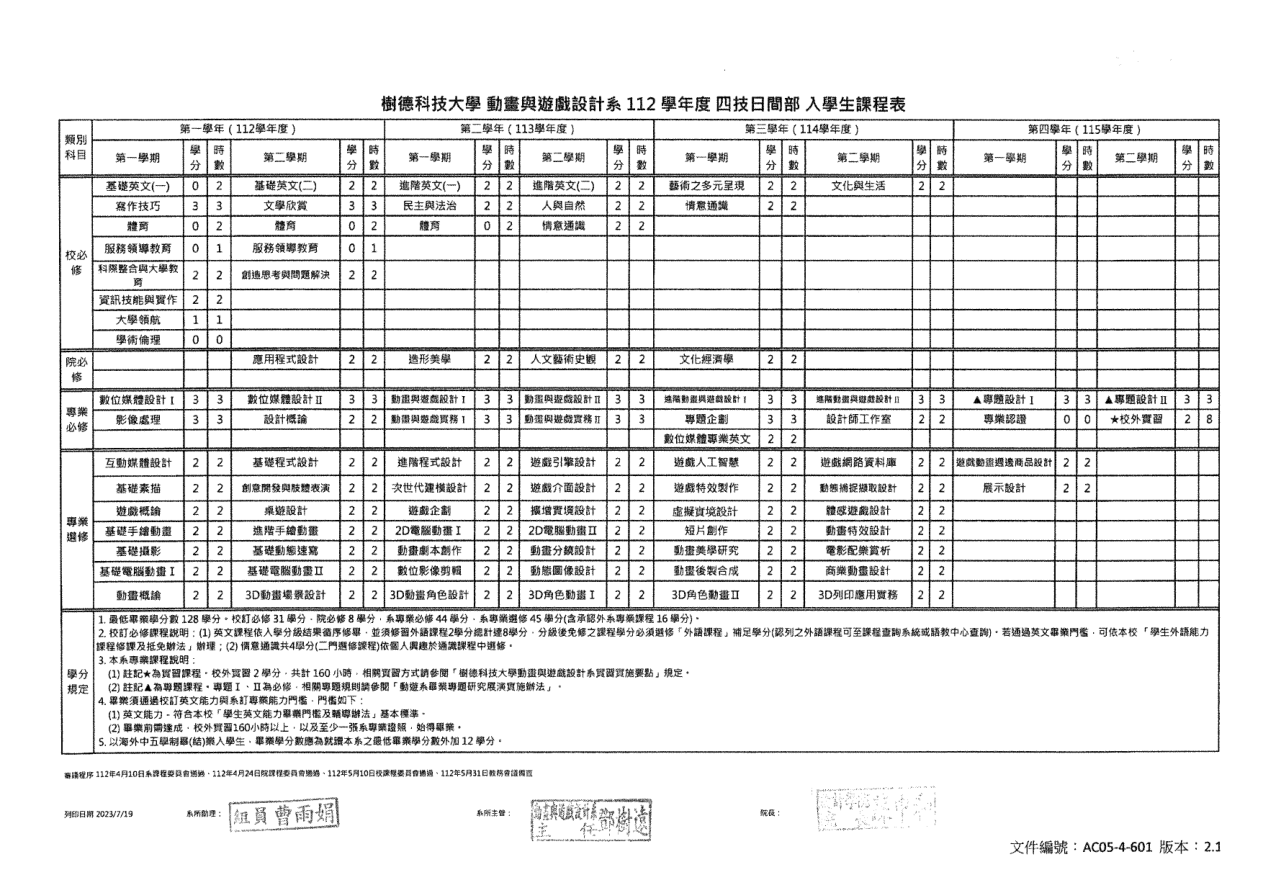 樹德科技大學 動畫與遊戲設計系 112 學年度 四技日間部 入學生課程表
類別科目 第一學年(112學年度) 第二學年(113學年度) 第三學年(114學年度) 第四學年(115學年度)
第一學期 學分 時數 第二學期 學分 時數 第一學期 學分 時數 第二學期 學分 時數 第一學期 學分 時數 第二學期 學分 時數 第一學期 學分 時數 第二學期 學分 時數
校必修
基礎英文(一) 0 2 基礎英文(二) 2 2 進階英文(一) 2 2 進階英文(二) 2 2 藝術之多元呈現 2 2 文化與生活 2 2
寫作技巧 3 3 文學欣賞 3 3 民主與法治 2 2 人與自然 2 2 情意通識 2 2
體育 0 2 體育 0 2 體育 0 2 情意通識 2 2
服務領導教育 0 1 服務領導教育 0 1
科際整合與大學教育 2 2 創造思考與問題解決 2 2
資訊技能與實作 2 2
大學領航 1 1
學術倫理 0 0
院必修
應用程式設計 2 2 造形美學 2 2 人文藝術史觀 2 2 文化經濟學 2 2
專業必修
數位媒體設計 I 3 3 數位媒體設計 II 3 3 動畫與遊戲設計 I 3 3 動畫與遊戲設計 II 3 3 進階動畫與遊戲設計 I 3 3 進階動畫與遊戲設計 II 3 3 ▲專題設計 I 3 3 ▲專題設計 II 3 3
影像處理 3 3 設計概論 2 2 動畫與遊戲實務 I 3 3 動畫與遊戲實務 II 3 3 專題企劃 3 3 設計師工作室 2 2 專業認證 0 0 ★校外實習 2 8
數位媒體專業英文 2 2
專業選修
互動媒體設計 2 2 基礎程式設計 2 2 進階程式設計 2 2 遊戲引擎設計 2 2 遊戲人工智慧 2 2 遊戲網路資料庫 2 2 遊戲動畫週邊商品設計 2 2
基礎素描 2 2 創意開發與肢體表演 2 2 次世代建模設計 2 2 遊戲介面設計 2 2 遊戲特效製作 2 2 動態捕捉擷取設計 2 2 展示設計 2 2
遊戲概論 2 2 桌遊設計 2 2 遊戲企劃 2 2 擴增實境設計 2 2 虛擬實境設計 2 2 體感遊戲設計 2 2
基礎手繪動畫 2 2 進階手繪動畫 2 2 2D電腦動畫 I 2 2 2D電腦動畫 II 2 2 短片創作 2 2 動畫特效設計 2 2
基礎攝影 2 2 基礎動態速寫 2 2 動畫劇本創作 2 2 動畫分鏡設計 2 2 動畫美學研究 2 2 電影配樂賞析 2 2
基礎電腦動畫 I 2 2 基礎電腦動畫 II 2 2 數位影像剪輯 2 2 動態圖像設計 2 2 動畫後製合成 2 2 商業動畫設計 2 2
動畫概論 2 2 3D動畫場景設計 2 2 3D動畫角色設計 2 2 3D角色動畫 I 2 2 3D角色動畫 II 2 2 3D列印應用實務 2 2
學分規定
1. 最低畢業學分數 128 學分。校訂必修 31 學分,院必修 8 學分,系專業必修 44 學分,系專業選修 45 學分(含承認外系專業課程 16 學分)。
2. 校訂必修課程說明:(1) 英文課程依入學分級結果循序修畢,並須修習外語課程2學分總計達8學分,分級後免修之課程學分必須選修「外語課程」補足學分(認列之外語課程可至課程查詢系統或語教中心查詢)。若通過英文畢業門檻,可依本校「學生外語能力課程修課及抵免辦法」辦理;(2) 情意通識共4學分(二門選修課程)依個人興趣於通識課程中選修。
3. 本系專業課程說明:
(1) 註記★為實習課程。校外實習 2 學分,共計 160 小時,相關實習方式請參閱「樹德科技大學動畫與遊戲設計系實習實施要點」規定。
(2) 註記▲為專題課程。專題 I、II為必修,相關專題規則請參閱「動遊系畢業專題研究展演實施辦法」。
4. 畢業須通過校訂英文能力與系訂專業能力門檻,門檻如下:
(1) 英文能力-符合本校「學生英文能力畢業門檻及輔導辦法」基本標準。
(2) 畢業前需達成,校外實習160小時以上,以及至少一張系專業證照,始得畢業。
5. 以海外中五學制畢(結)業入學生,畢業學分數應為就讀本系之最低畢業學分數外加 12 學分。
審議程序 112年4月10日系課程委員會通過、112年4月24日院課程委員會通過、112年5月10日校課程委員會通過、112年5月31日教務會議備查
列印日期 2023/7/19 系所助理: 組員曹雨娟 系所主管: 動畫與遊戲設計系主任邱樹遠 院長:
文件編號:AC05-4-601 版本:2.1